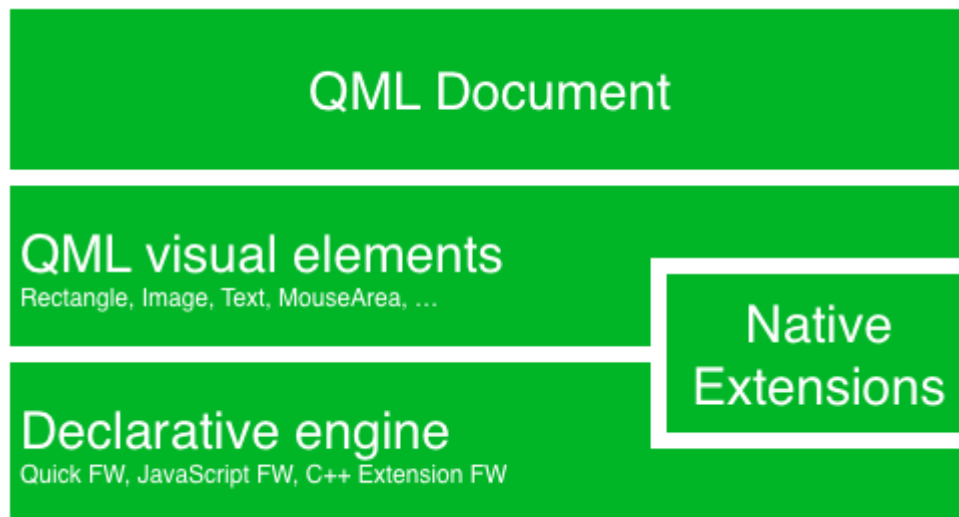 QML Document
QML visual elements
Rectangle, Image, Text, MouseArea, …
Native
Extensions
Declarative engine
Quick FW, JavaScript FW, C++ Extension FW